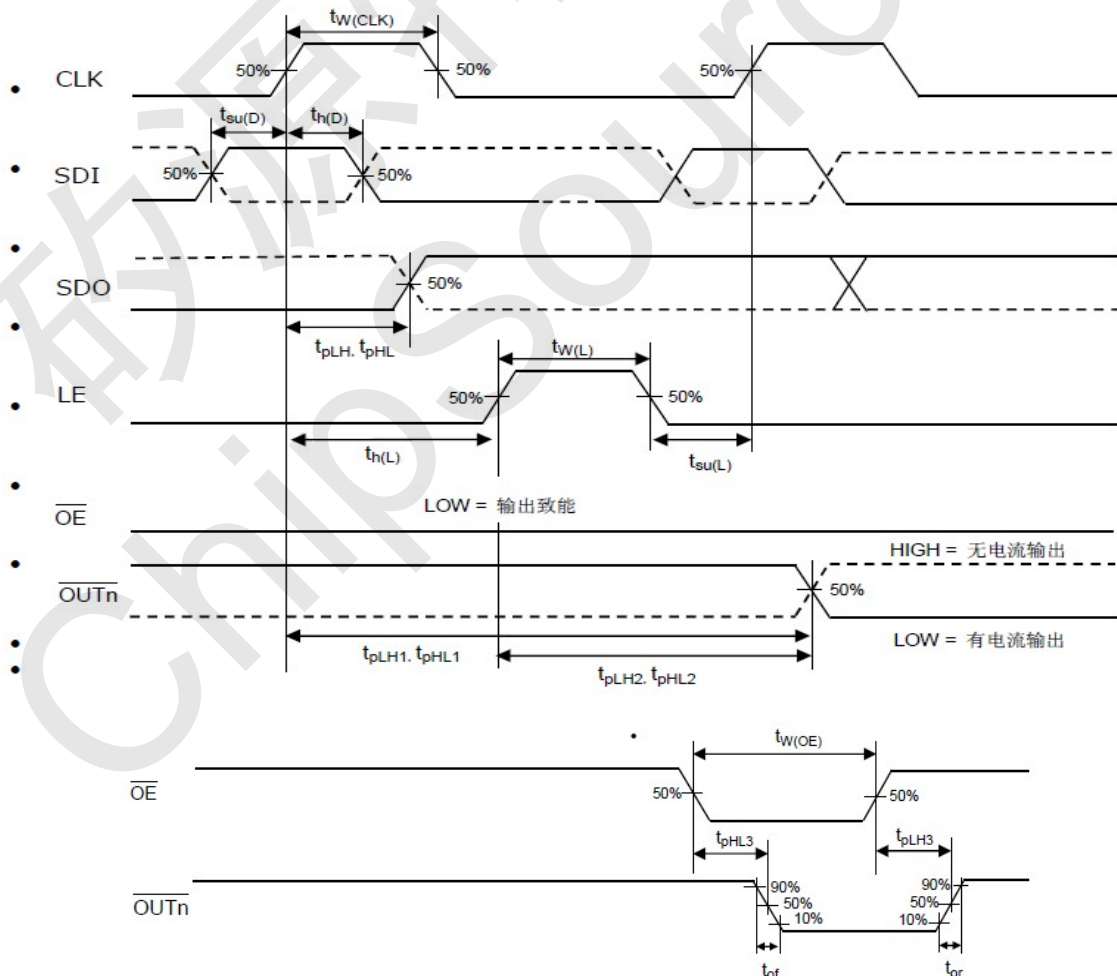 tW(CLK)
50%
50%
50%
CLK
tsu(D)
th(D)
50%
50%
SDI
50%
SDO
tpLH. tpHL
tW(L)
LE
50%
50%
th(L)
tsu(L)
LOW = 输出致能
OE
HIGH = 无电流输出
OUTn
50%
LOW = 有电流输出
tpLH1. tpHL1
tpLH2. tpHL2
tW(OE)
OE
50%
50%
tpHL3
tpLH3
OUTn
90%
50%
10%
90%
50%
10%
tof
tor